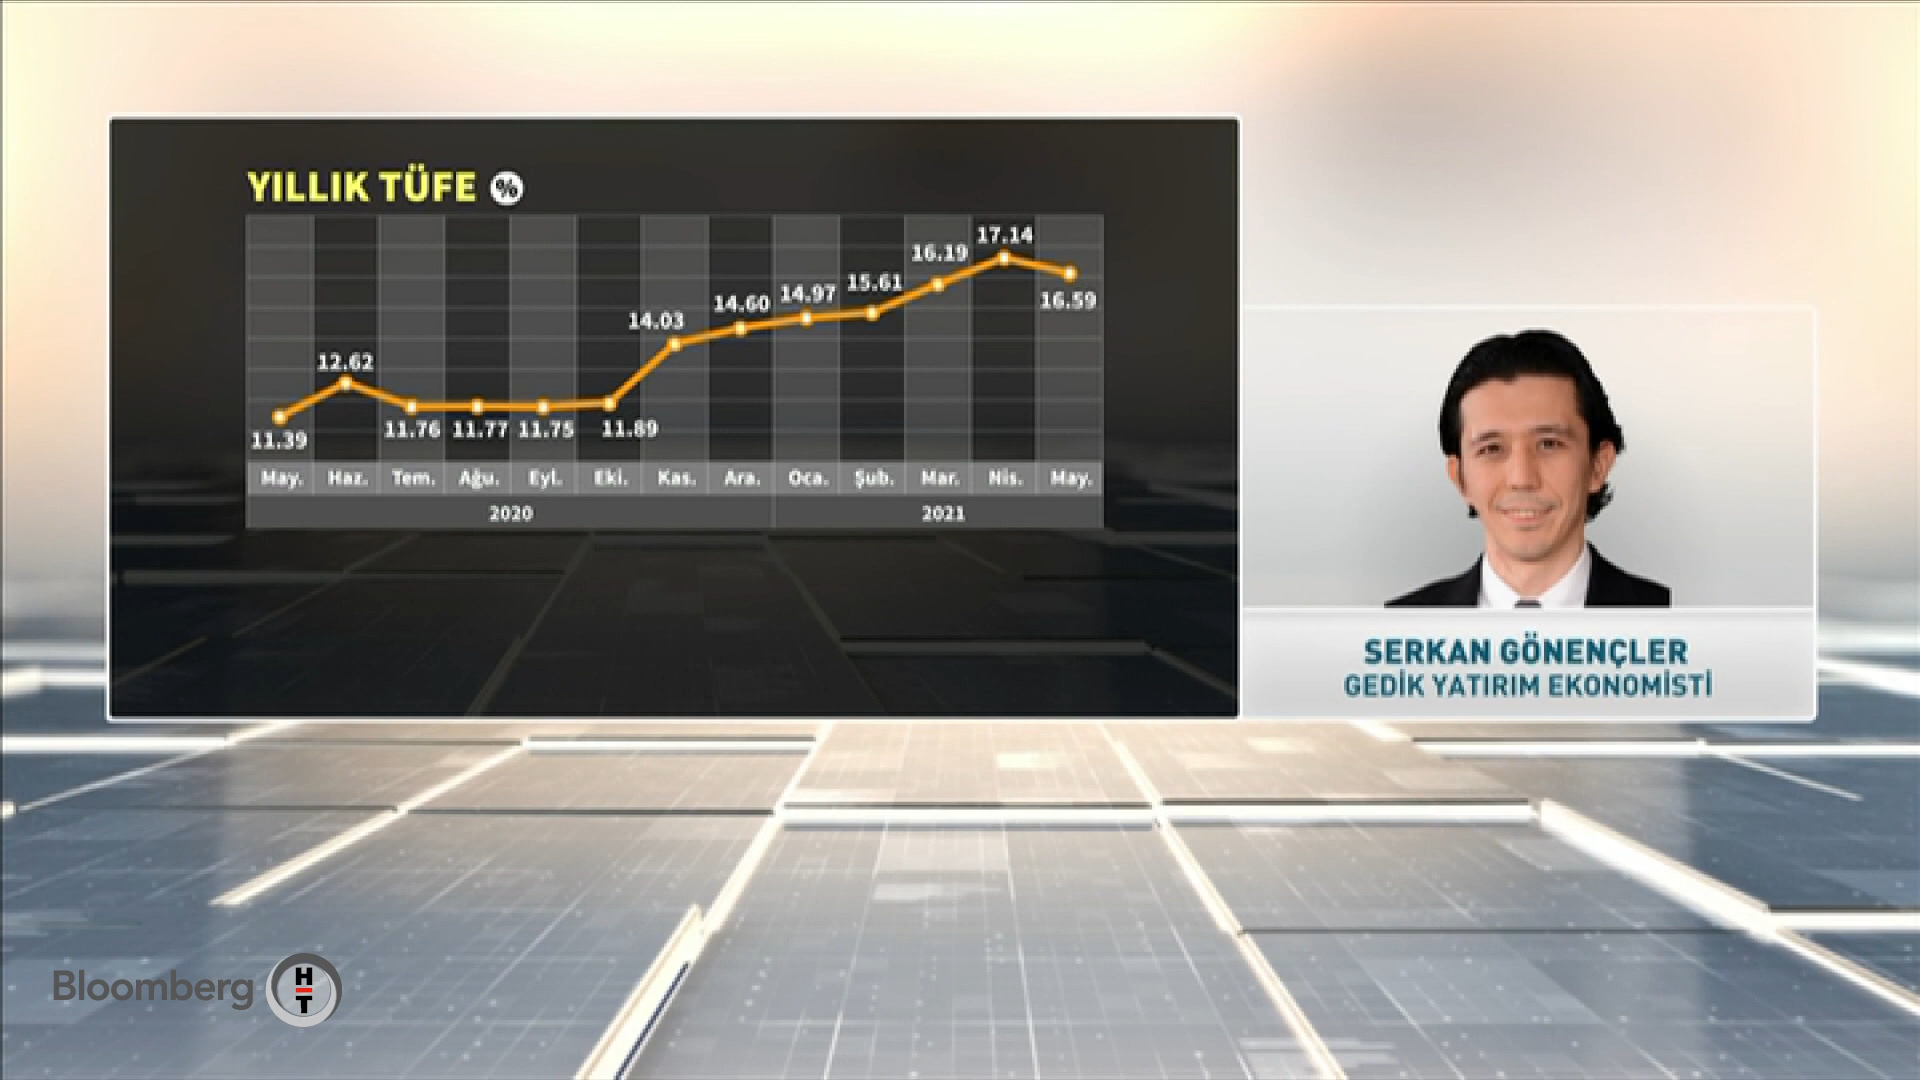 YILLIK TÜFE %
17.14
16.19
15.61
14.97
14.60
14.03
16.59
12.62
11.39
11.76 11.77 11.75 11.89
May. Haz. Tem. Ağu. Eyl. Eki. Kas. Ara. Oca. Şub. Mar. Nis. May.
2020 2021
SERKAN GÖNENÇLER
GEDİK YATIRIM EKONOMİSTİ
Bloomberg HT